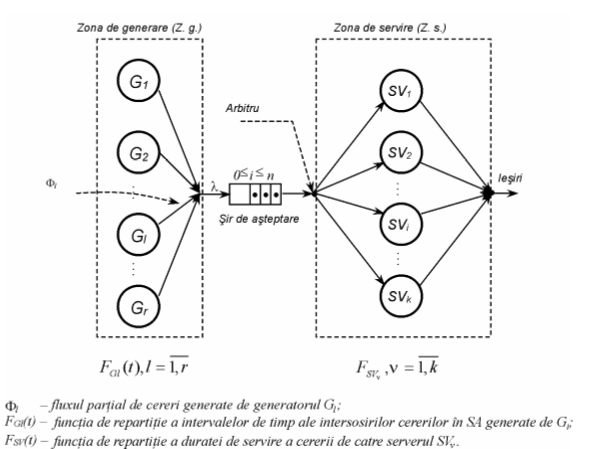 Zona de generare (Z. g.)
Zona de servire (Z. s.)
G1
G2
⋮
Gl
⋮
Gr
Φl
λ
0≤i≤n
Şir de aşteptare
Arbitru
SV1
SV2
⋮
SVi
⋮
SVk
Ieşiri
F_Gl(t), l = 1,r
F_SVν, ν = 1,k
Φl – fluxul parţial de cereri generate de generatorul Gl;
FGl(t) – funcţia de repartiţie a intervalelor de timp ale intersosirilor cererilor în SA generate de Gl;
FSV(t) – funcţia de repartiţie a duratei de servire a cererii de catre serverul SVν.